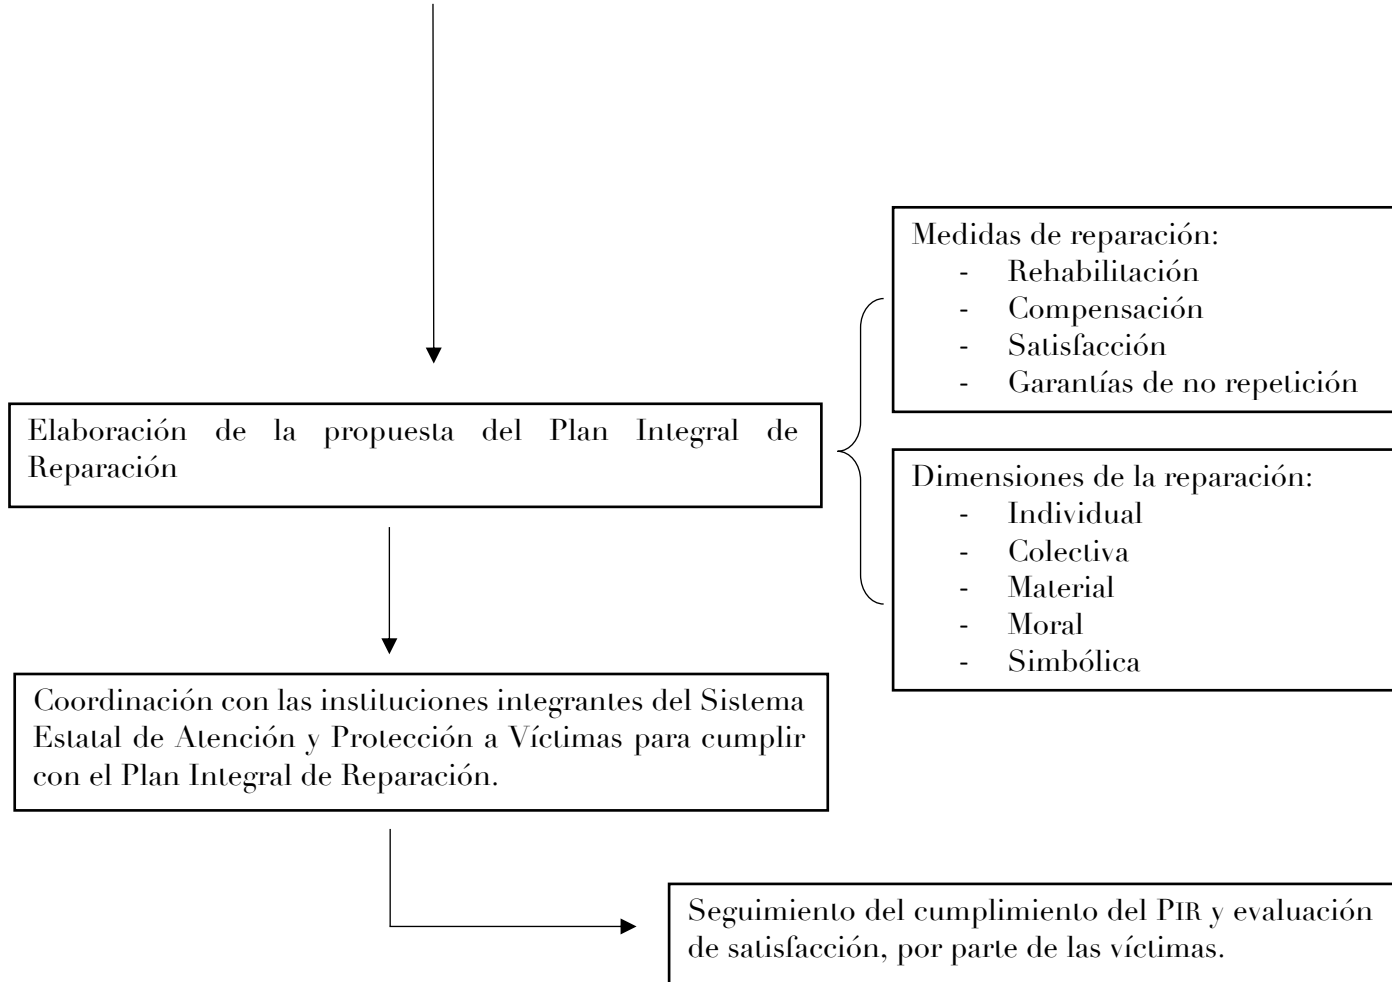 Medidas de reparación:
- Rehabilitación
- Compensación
- Satisfacción
- Garantías de no repetición
Elaboración de la propuesta del Plan Integral de
Reparación
Dimensiones de la reparación:
- Individual
- Colectiva
- Material
- Moral
- Simbólica
Coordinación con las instituciones integrantes del Sistema
Estatal de Atención y Protección a Víctimas para cumplir
con el Plan Integral de Reparación.
Seguimiento del cumplimiento del PIR y evaluación
de satisfacción, por parte de las víctimas.